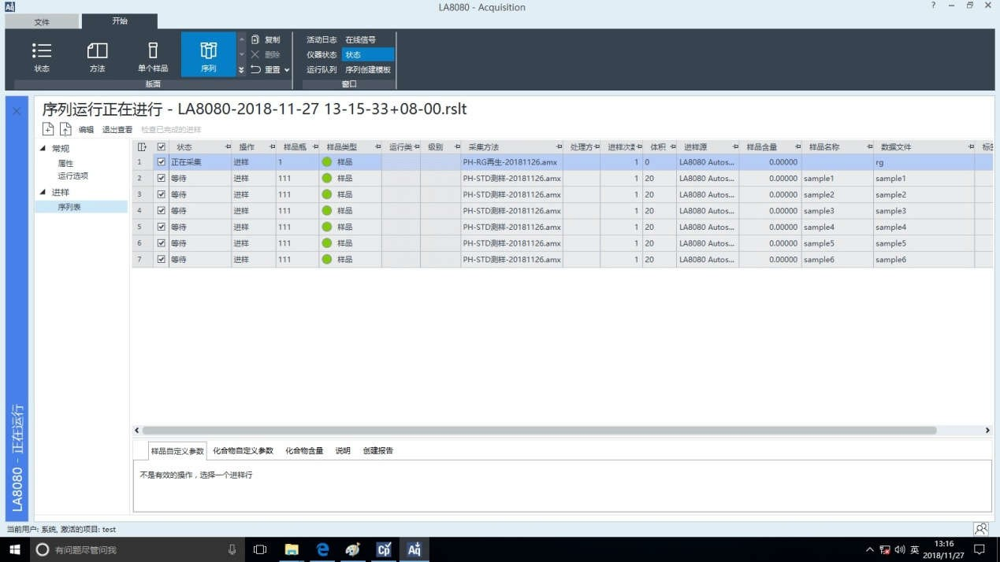 Aq LA8080 - Acquisition ?
文件 开始
状态 方法 单个样品 序列 复制 删除 重置
版面
活动日志 在线信号
仪器状态 状态
运行队列 序列创建模板
窗口
序列运行正在进行 - LA8080-2018-11-27 13-15-33+08-00.rslt
编辑 退出查看 检查已完成的进样
常规
属性
运行选项
进样
序列表
状态 操作 样品瓶 样品类型 运行类 级别 采集方法 处理方 进样次数 体积 进样源 样品含量 样品名称 数据文件 标签
1 正在采集 进样 1 样品 PH-RG再生-20181126.amx 1 0 LA8080 Autos... 0.00000 rg
2 等待 进样 111 样品 PH-STD测样-20181126.amx 1 20 LA8080 Autos... 0.00000 sample1 sample1
3 等待 进样 111 样品 PH-STD测样-20181126.amx 1 20 LA8080 Autos... 0.00000 sample2 sample2
4 等待 进样 111 样品 PH-STD测样-20181126.amx 1 20 LA8080 Autos... 0.00000 sample3 sample3
5 等待 进样 111 样品 PH-STD测样-20181126.amx 1 20 LA8080 Autos... 0.00000 sample4 sample4
6 等待 进样 111 样品 PH-STD测样-20181126.amx 1 20 LA8080 Autos... 0.00000 sample5 sample5
7 等待 进样 111 样品 PH-STD测样-20181126.amx 1 20 LA8080 Autos... 0.00000 sample6 sample6
样品自定义参数 化合物自定义参数 化合物含量 说明 创建报告
不是有效的操作，选择一个进样行
LA8080 - 正在运行
当前用户: 系统, 激活的项目: test
有问题尽管问我 Cp Aq 英 13:16
2018/11/27